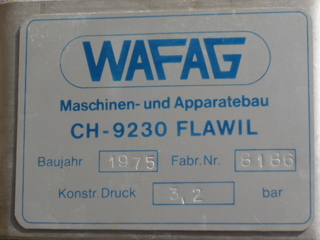 WAFAG
Maschinen- und Apparatebau
CH-9230 FLAWIL
Baujahr 1975 Fabr. Nr. 8186
Konstr. Druck 3,2 bar